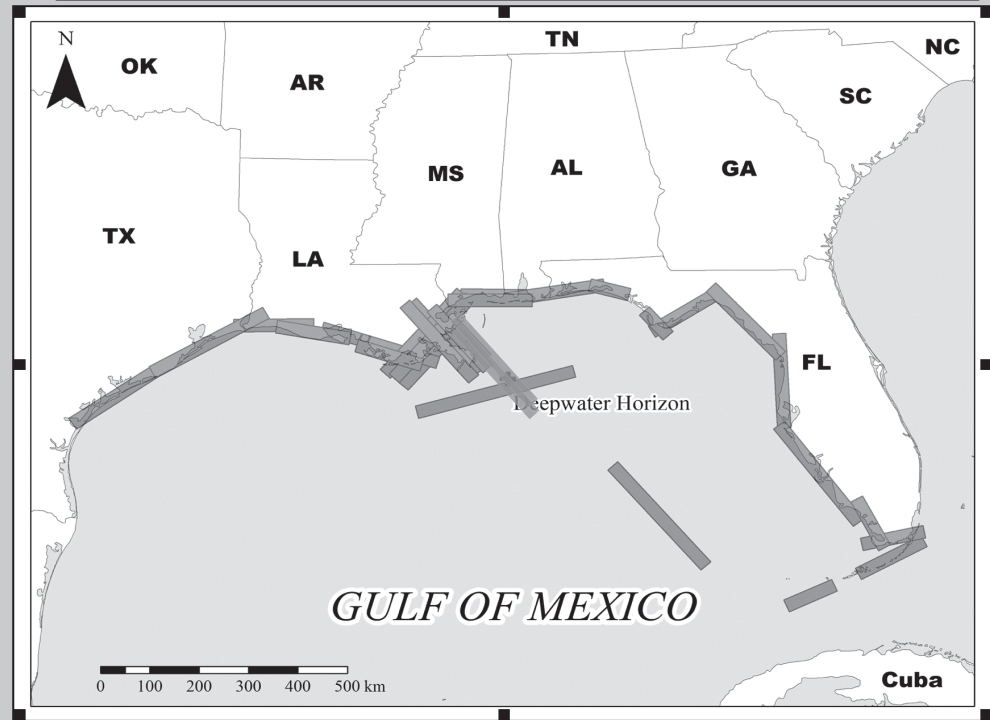 N
TN
NC
OK
AR
SC
MS
AL
GA
TX
LA
FL
Deepwater Horizon
GULF OF MEXICO
0 100 200 300 400 500 km
Cuba